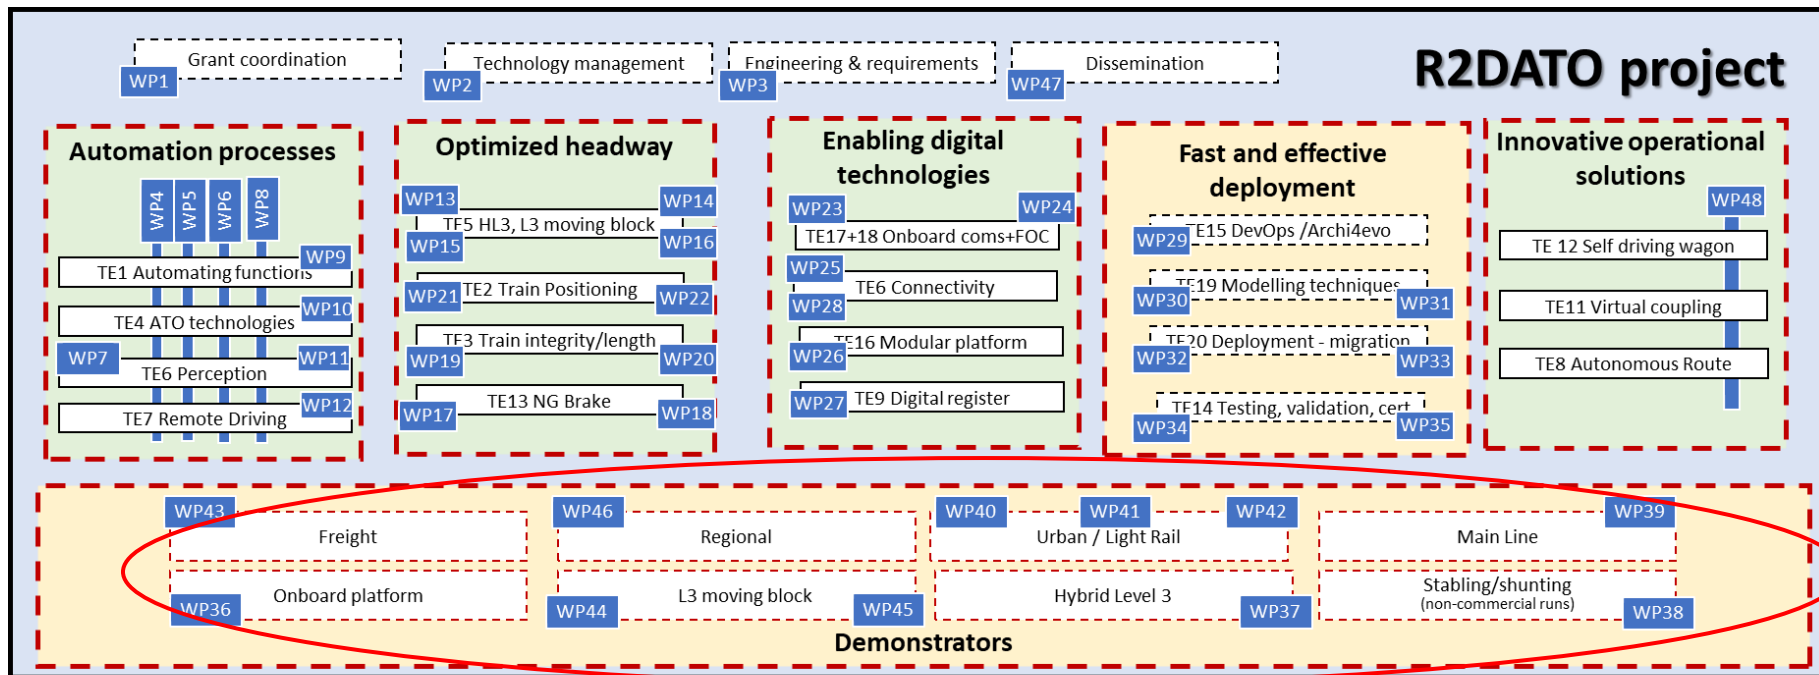 R2DATO project
Grant coordination
WP1
Technology management
WP2
Engineering & requirements
WP3
Dissemination
WP47
Automation processes
WP4
WP5
WP6
WP8
WP9
TE1 Automating functions
WP10
TE4 ATO technologies
WP7
WP11
TE6 Perception
WP12
TE7 Remote Driving
Optimized headway
WP13
WP14
TE5 HL3, L3 moving block
WP15
WP16
TE2 Train Positioning
WP21
WP22
TE3 Train integrity/length
WP19
WP20
TE13 NG Brake
WP17
WP18
Enabling digital
technologies
WP23
WP24
TE17+18 Onboard coms+FOC
WP25
TE6 Connectivity
WP28
TE16 Modular platform
WP26
TE9 Digital register
WP27
Fast and effective
deployment
TE15 DevOps /Archi4evo
WP29
TE19 Modelling techniques
WP30
WP31
TE20 Deployment - migration
WP32
WP33
TE14 Testing, validation, cert
WP34
WP35
Innovative operational
solutions
WP48
TE 12 Self driving wagon
TE11 Virtual coupling
TE8 Autonomous Route
WP43
Freight
WP46
Regional
WP40
WP41
WP42
Urban / Light Rail
WP39
Main Line
Onboard platform
WP36
L3 moving block
WP44
WP45
Hybrid Level 3
WP37
Stabling/shunting
(non-commercial runs)
WP38
Demonstrators